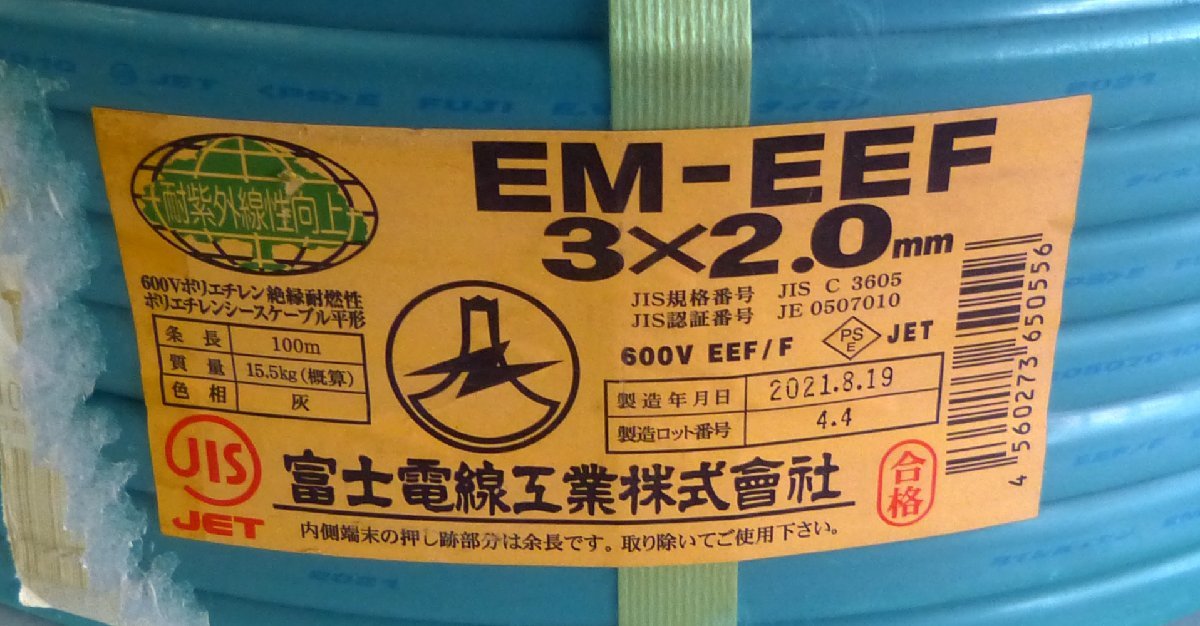 JET <PS>E FUJI
EM-EEF
3×2.0mm
耐紫外線性向上
600Vポリエチレン絶縁耐燃性
ポリエチレンシースケーブル平形
条長 100m
質量 15.5kg(概算)
色相 灰
JIS規格番号 JIS C 3605
JIS認証番号 JE 0507010
600V EEF/F PS E JET
製造年月日 2021.8.19
製造ロット番号 4.4
4 560273 650556
JIS
JET
富士電線工業株式會社
合格
内側端末の押し跡部分は余長です。取り除いてご使用下さい。